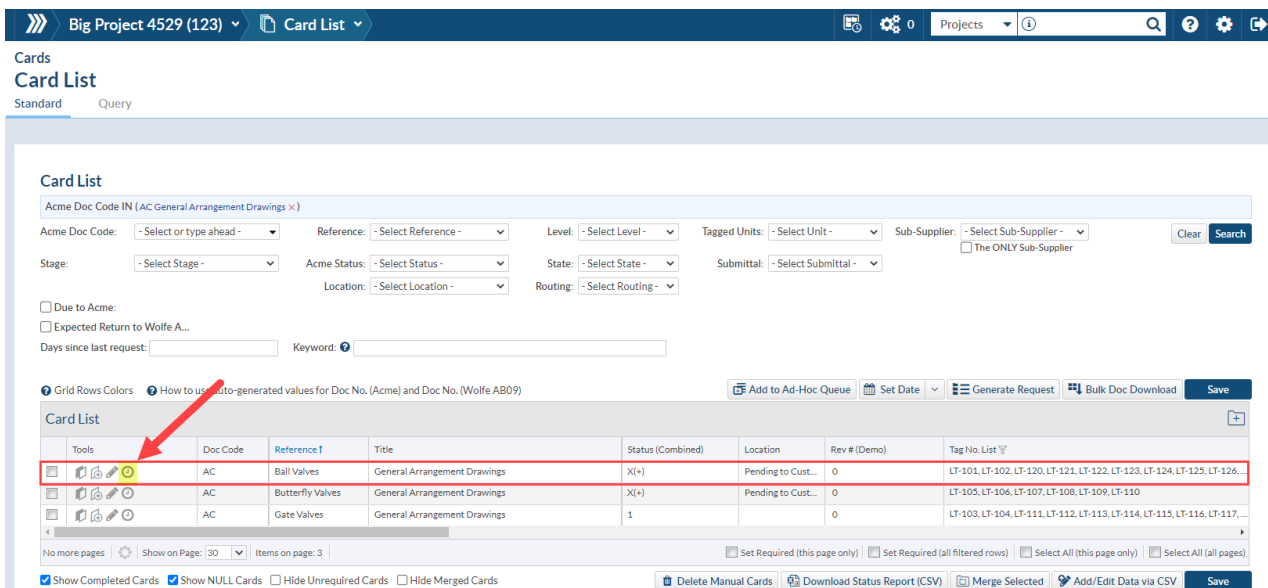 Big Project 4529 (123) Card List 0 Projects
Cards
Card List
Standard Query
Card List
Acme Doc Code IN ( AC General Arrangement Drawings × )
Acme Doc Code: - Select or type ahead - Reference: - Select Reference - Level: - Select Level - Tagged Units: - Select Unit - Sub-Supplier: - Select Sub-Supplier - Clear Search
The ONLY Sub-Supplier
Stage: - Select Stage - Acme Status: - Select Status - State: - Select State - Submittal: - Select Submittal -
Location: - Select Location - Routing: - Select Routing -
Due to Acme:
Expected Return to Wolfe A...
Days since last request: Keyword:
Grid Rows Colors How to use auto-generated values for Doc No. (Acme) and Doc No. (Wolfe AB09) Add to Ad-Hoc Queue Set Date Generate Request Bulk Doc Download Save
Card List
Tools Doc Code Reference↑ Title Status (Combined) Location Rev # (Demo) Tag No. List
AC Ball Valves General Arrangement Drawings X(+) Pending to Cust... 0 LT-101, LT-102, LT-120, LT-121, LT-122, LT-123, LT-124, LT-125, LT-126, ...
AC Butterfly Valves General Arrangement Drawings X(+) Pending to Cust... 0 LT-105, LT-106, LT-107, LT-108, LT-109, LT-110
AC Gate Valves General Arrangement Drawings 1 0 LT-103, LT-104, LT-111, LT-112, LT-113, LT-114, LT-115, LT-116, LT-117, ...
No more pages Show on Page: 30 Items on page: 3 Set Required (this page only) Set Required (all filtered rows) Select All (this page only) Select All (all pages)
Show Completed Cards Show NULL Cards Hide Unrequired Cards Hide Merged Cards Delete Manual Cards Download Status Report (CSV) Merge Selected Add/Edit Data via CSV Save